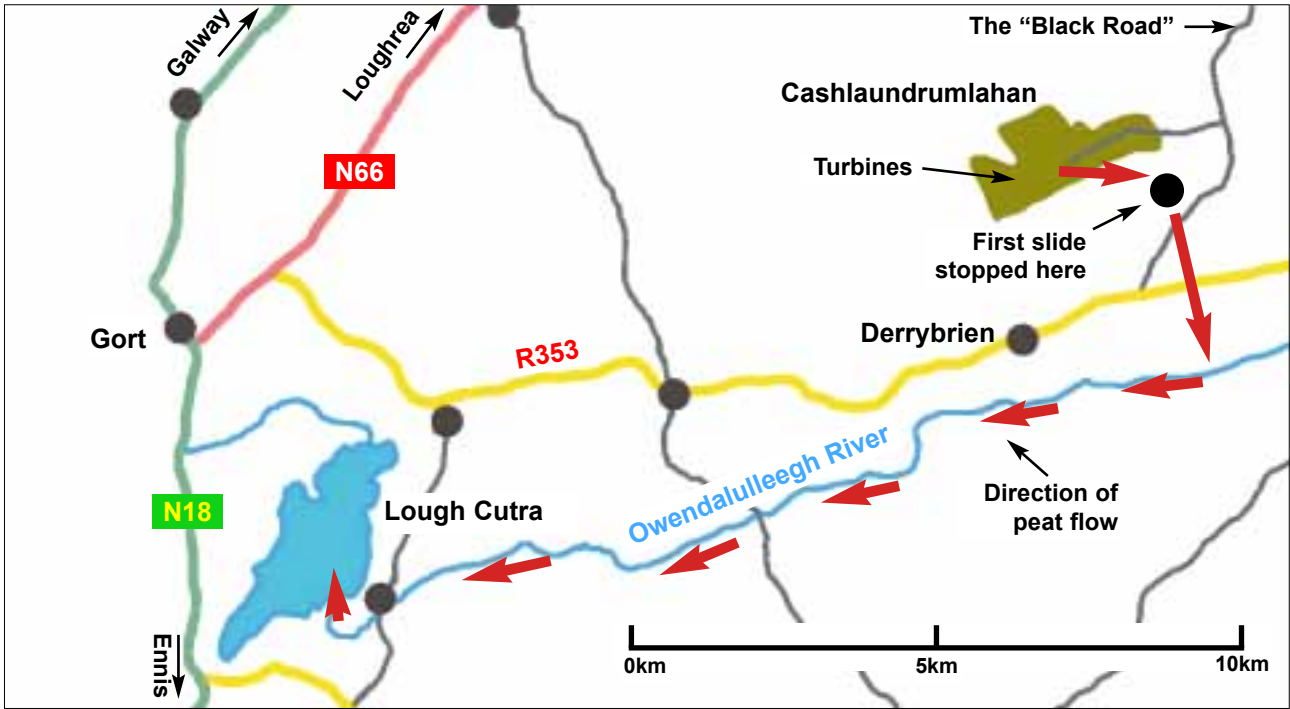 The “Black Road”
Galway
Loughrea
Cashlaundrumlahan
N66
Turbines
First slide
stopped here
Gort
Derrybrien
R353
Owendalulleegh River
N18
Lough Cutra
Direction of
peat flow
Ennis
0km
5km
10km